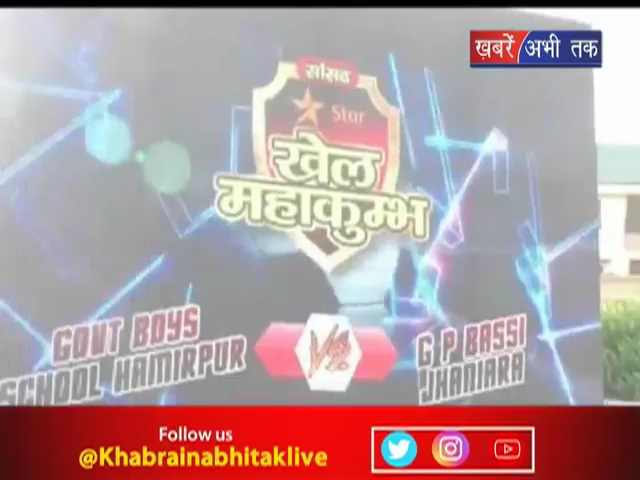 ख़बरें अभी तक
सांसद
Star
खेल
महाकुम्भ
GOVT BOYS
SCHOOL HAMIRPUR
VS
G P BASSI
JHANIARA
Follow us
@Khabrainabhitaklive